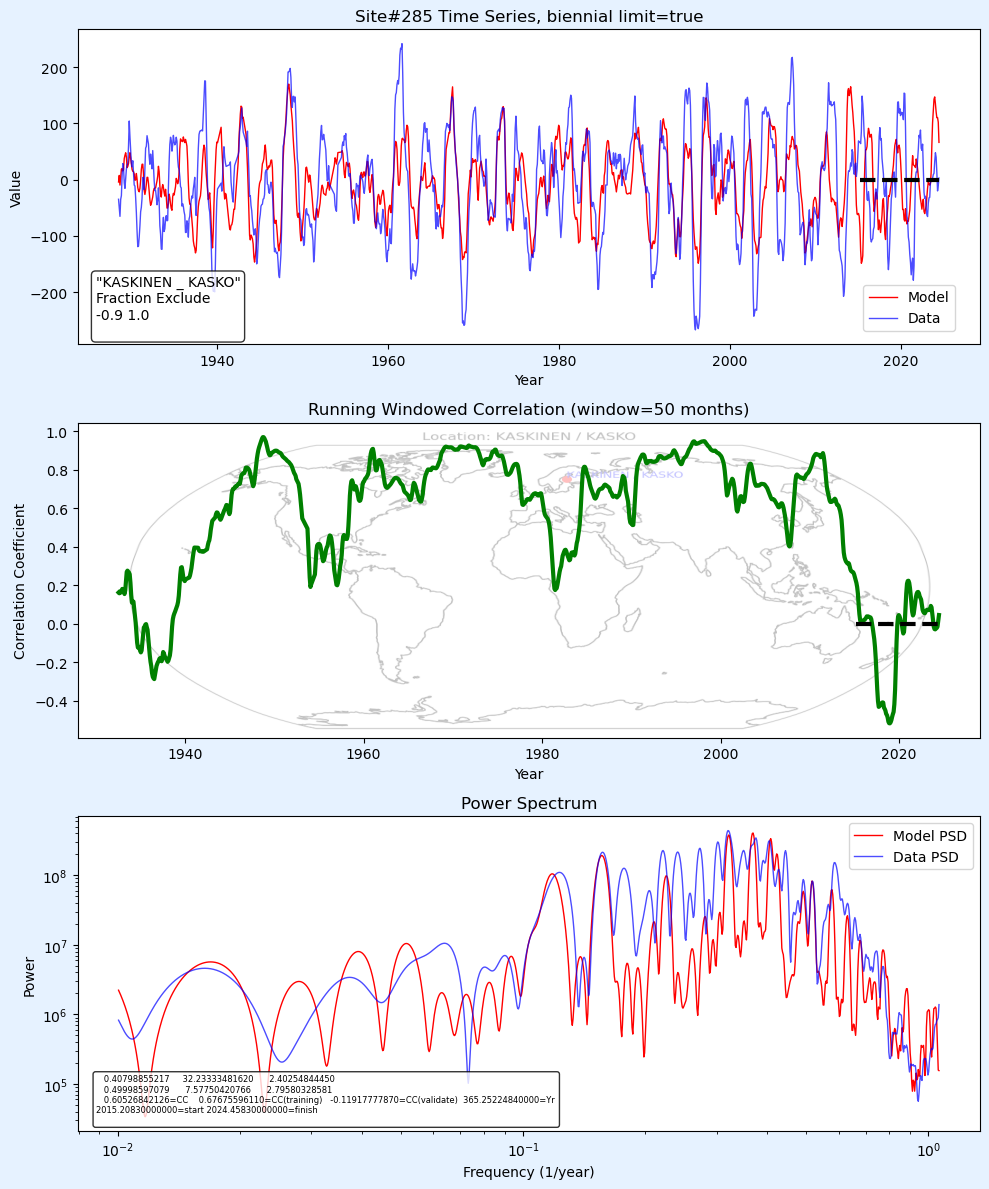 Site#285 Time Series, biennial limit=true
Value
200
100
0
−100
−200
"KASKINEN _ KASKO"
Fraction Exclude
-0.9 1.0
Model
Data
1940 1960 1980 2000 2020
Year
Running Windowed Correlation (window=50 months)
Location: KASKINEN / KASKO
KASKINEN / KASKO
Correlation Coefficient
1.0
0.8
0.6
0.4
0.2
0.0
−0.2
−0.4
1940 1960 1980 2000 2020
Year
Power Spectrum
Model PSD
Data PSD
Power
10^8
10^7
10^6
10^5
0.40798855217 32.23333481620 2.40254844450
0.49998597079 7.57750420766 2.79580328581
0.60526842126=CC 0.67675596110=CC(training) -0.11917777870=CC(validate) 365.25224840000=Yr
2015.20830000000=start 2024.45830000000=finish
10^−2 10^−1 10^0
Frequency (1/year)